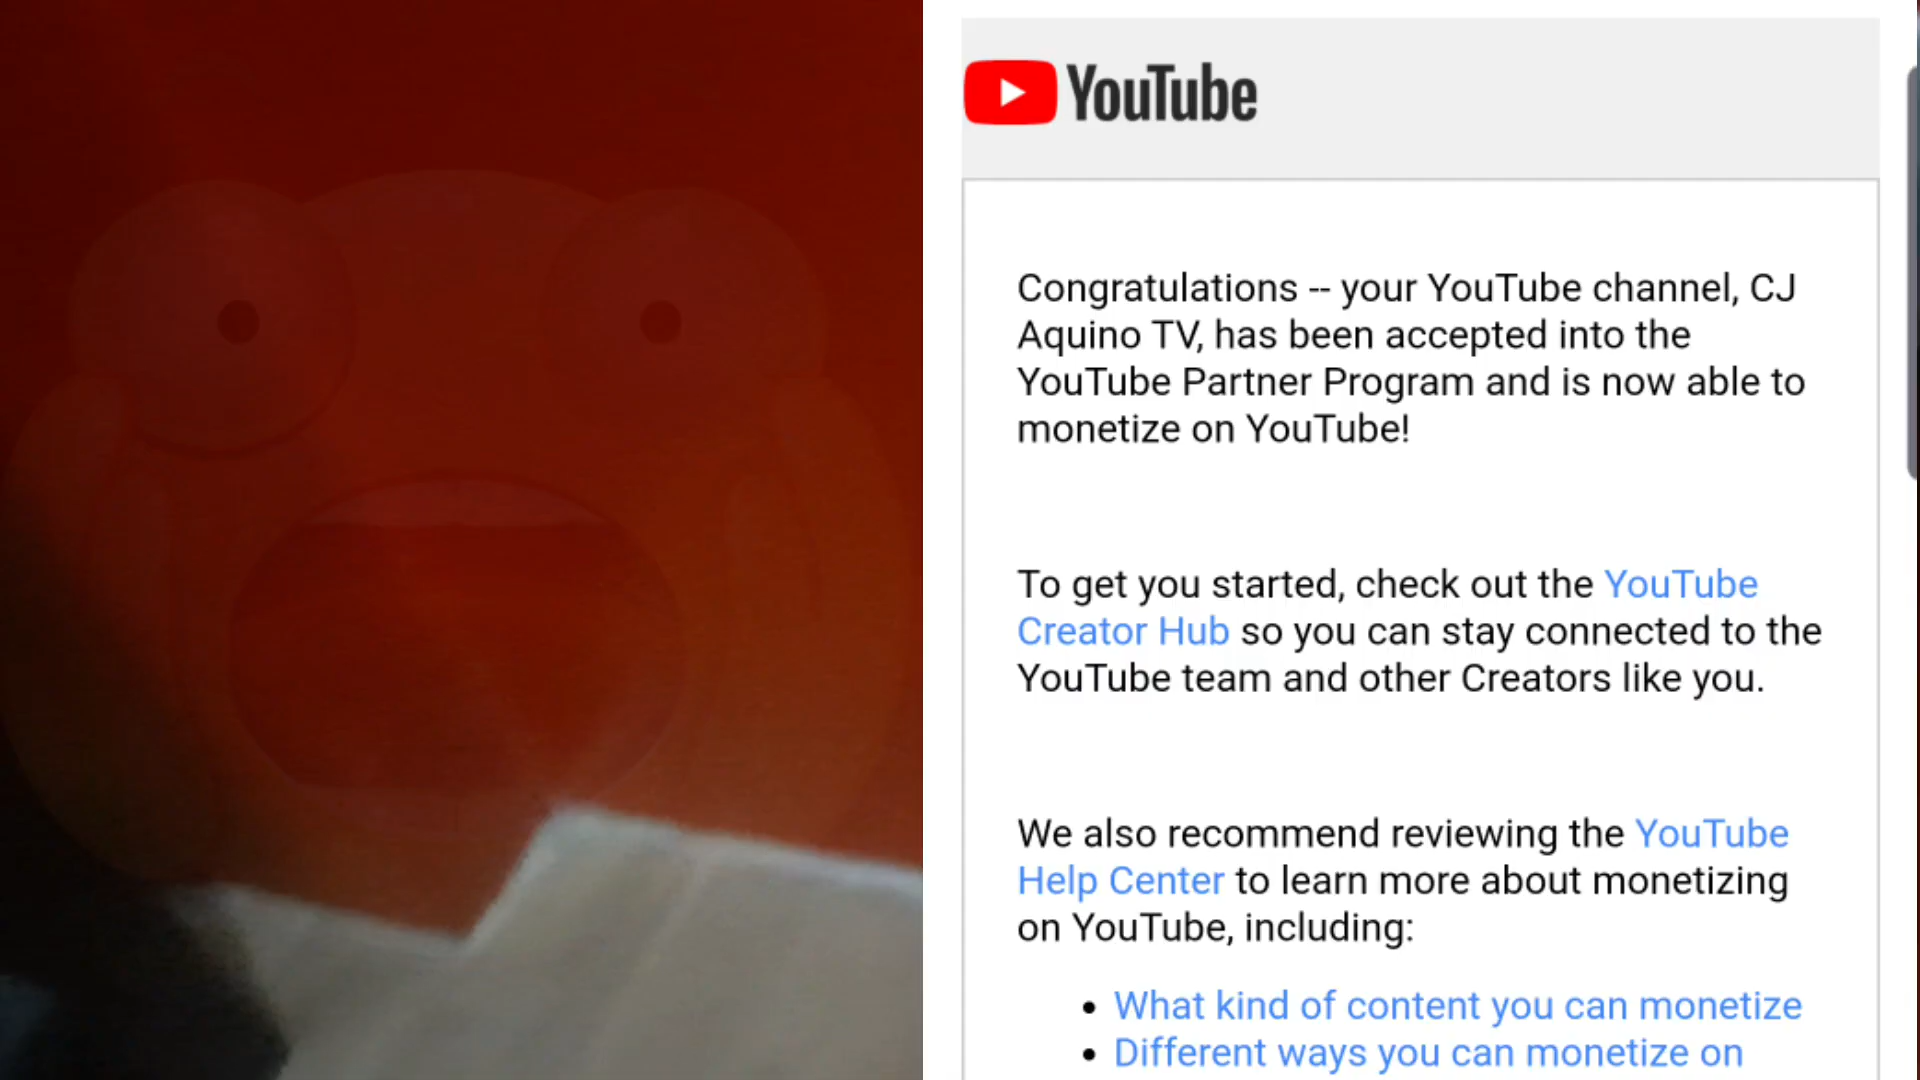 YouTube
Congratulations -- your YouTube channel, CJ
Aquino TV, has been accepted into the
YouTube Partner Program and is now able to
monetize on YouTube!
To get you started, check out the YouTube
Creator Hub so you can stay connected to the
YouTube team and other Creators like you.
We also recommend reviewing the YouTube
Help Center to learn more about monetizing
on YouTube, including:
• What kind of content you can monetize
• Different ways you can monetize on